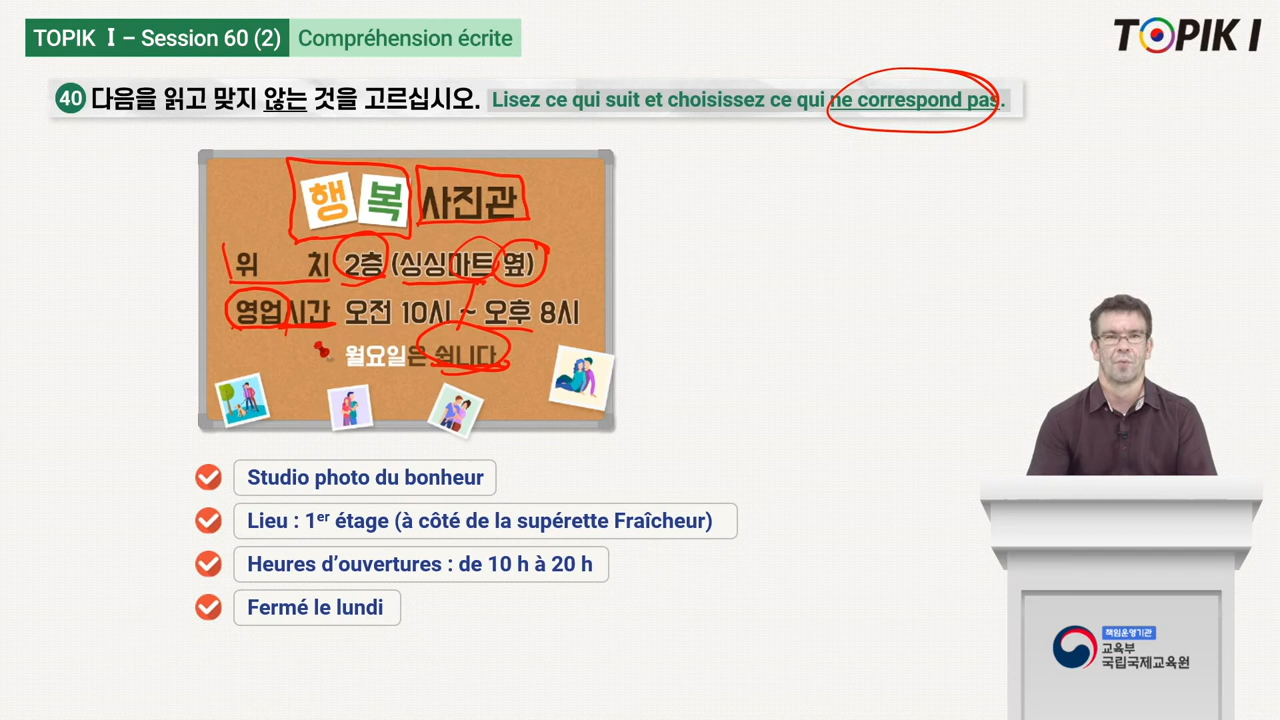 TOPIK I – Session 60 (2) Compréhension écrite
TOPIK I
40 다음을 읽고 맞지 않는 것을 고르십시오. Lisez ce qui suit et choisissez ce qui ne correspond pas.
행복 사진관
위 치 2층 (싱싱마트 옆)
영업시간 오전 10시 ~ 오후 8시
월요일은 쉽니다.
Studio photo du bonheur
Lieu : 1er étage (à côté de la supérette Fraîcheur)
Heures d’ouvertures : de 10 h à 20 h
Fermé le lundi
책임운영기관
교육부
국립국제교육원